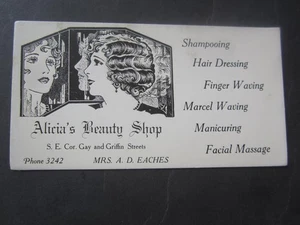 Alicia's Beauty Shop
S. E. Cor. Gay and Griffin Streets
Phone 3242 MRS. A. D. EACHES
Shampooing
Hair Dressing
Finger Waving
Marcel Waving
Manicuring
Facial Massage